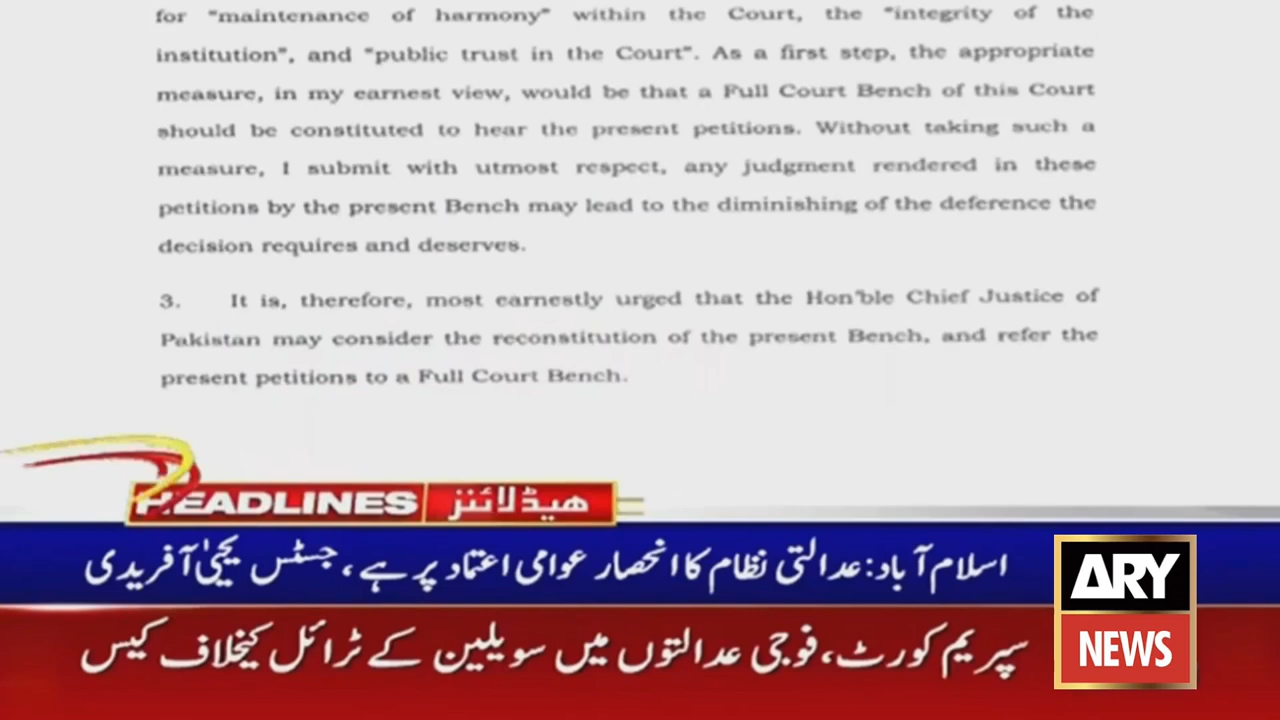 for "maintenance of harmony" within the Court, the "integrity of the
institution", and "public trust in the Court". As a first step, the appropriate
measure, in my earnest view, would be that a Full Court Bench of this Court
should be constituted to hear the present petitions. Without taking such a
measure, I submit with utmost respect, any judgment rendered in these
petitions by the present Bench may lead to the diminishing of the deference the
decision requires and deserves.
3. It is, therefore, most earnestly urged that the Hon'ble Chief Justice of
Pakistan may consider the reconstitution of the present Bench, and refer the
present petitions to a Full Court Bench.
HEADLINES ہیڈلائنز
اسلام آباد: عدالتی نظام کا انحصار عوامی اعتماد پر ہے، جسٹس یحییٰ آفریدی
سپریم کورٹ، فوجی عدالتوں میں سویلین کے ٹرائل کیخلاف کیس
ARY
NEWS